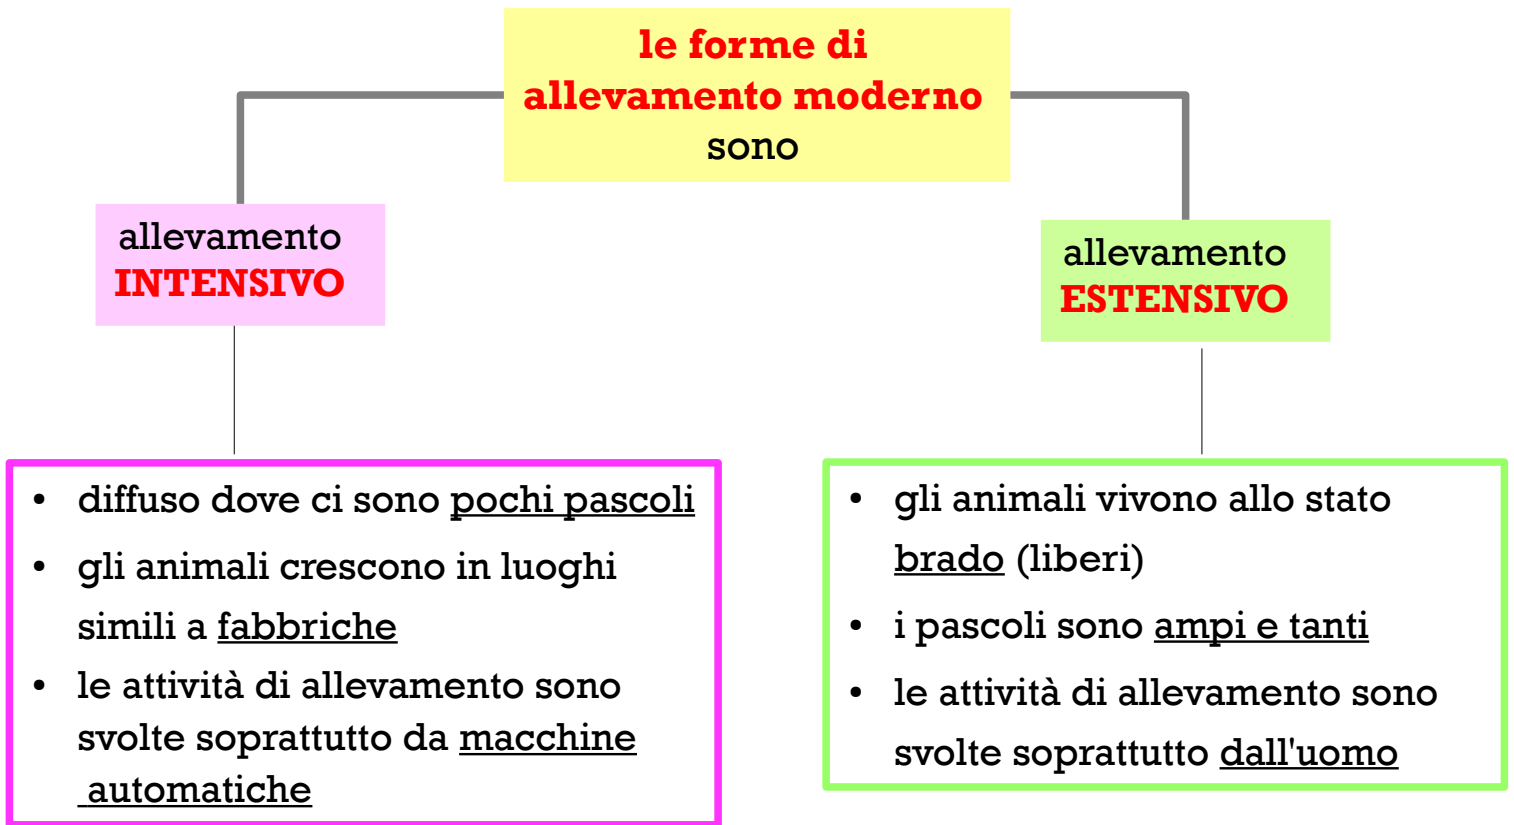 le forme di
allevamento moderno
sono
allevamento
INTENSIVO
allevamento
ESTENSIVO
• diffuso dove ci sono pochi pascoli
• gli animali crescono in luoghi
simili a fabbriche
• le attività di allevamento sono
svolte soprattutto da macchine
automatiche
• gli animali vivono allo stato
brado (liberi)
• i pascoli sono ampi e tanti
• le attività di allevamento sono
svolte soprattutto dall'uomo